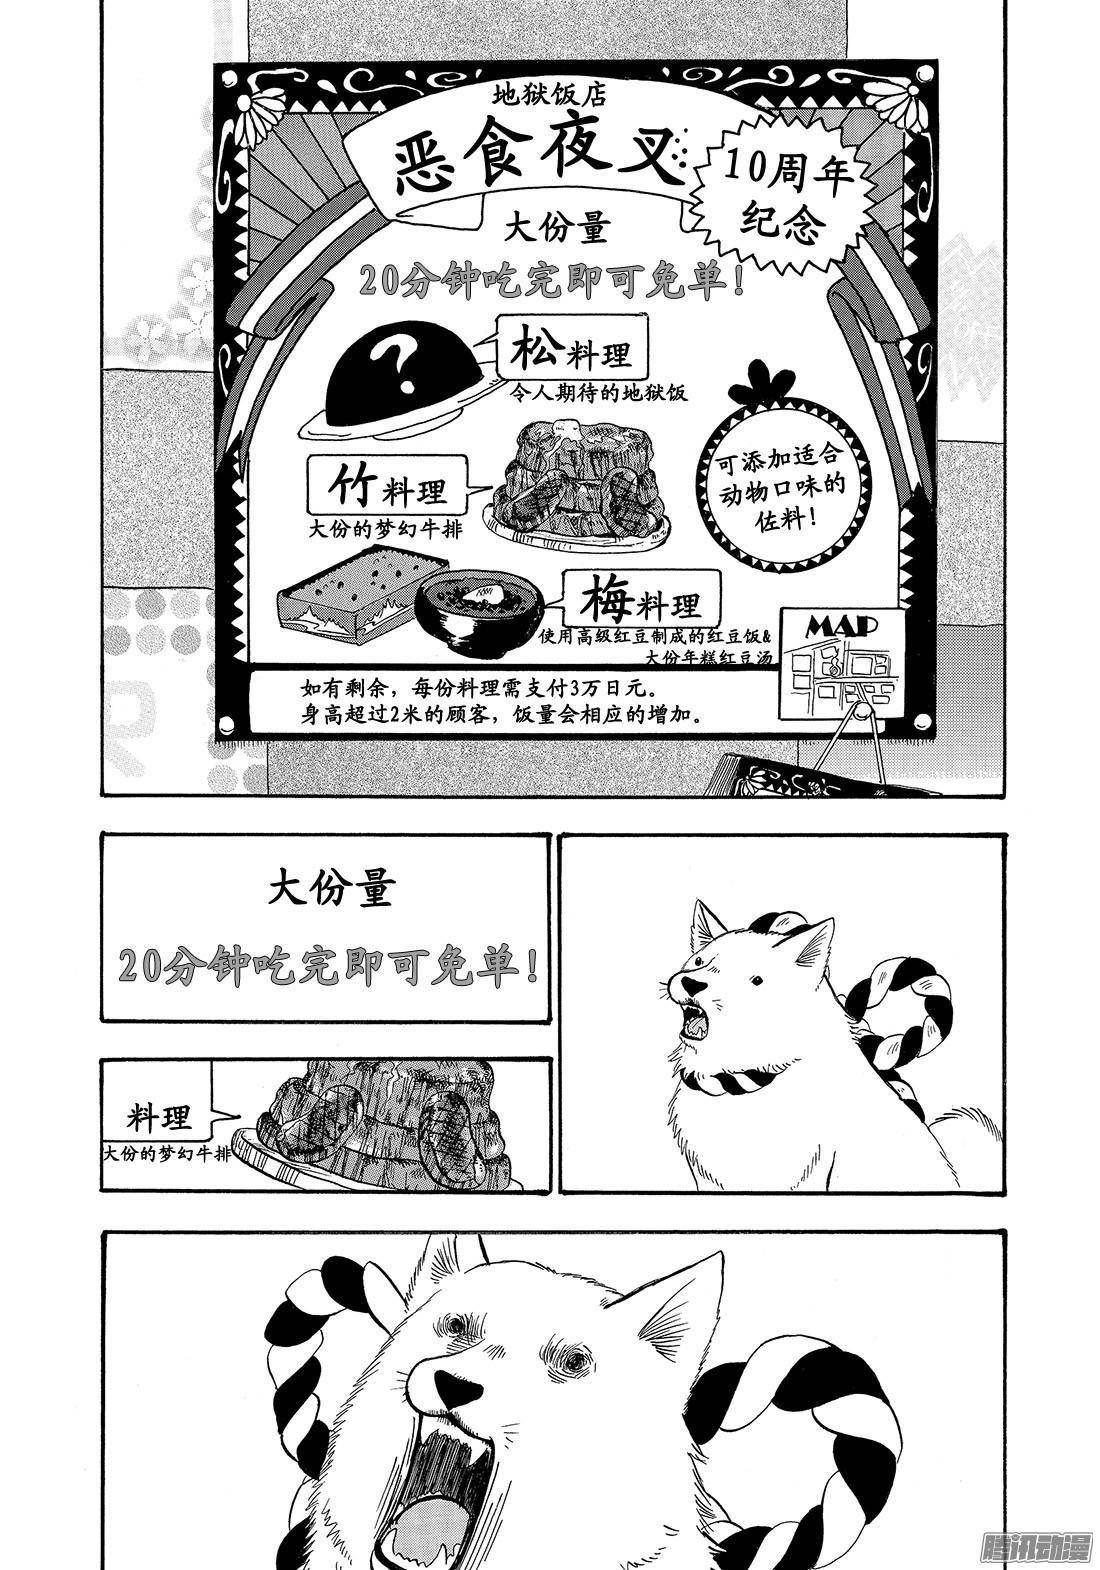 地狱饭店
恶食夜叉
10周年
纪念
大份量
20分钟吃完即可免单！
松料理
令人期待的地狱饭
竹料理
大份的梦幻牛排
可添加适合
动物口味的
佐料！
梅料理
使用高级红豆制成的红豆饭&
大份年糕红豆汤
MAP
如有剩余，每份料理需支付3万日元。
身高超过2米的顾客，饭量会相应的增加。
大份量
20分钟吃完即可免单！
料理
大份的梦幻牛排
腾讯动漫